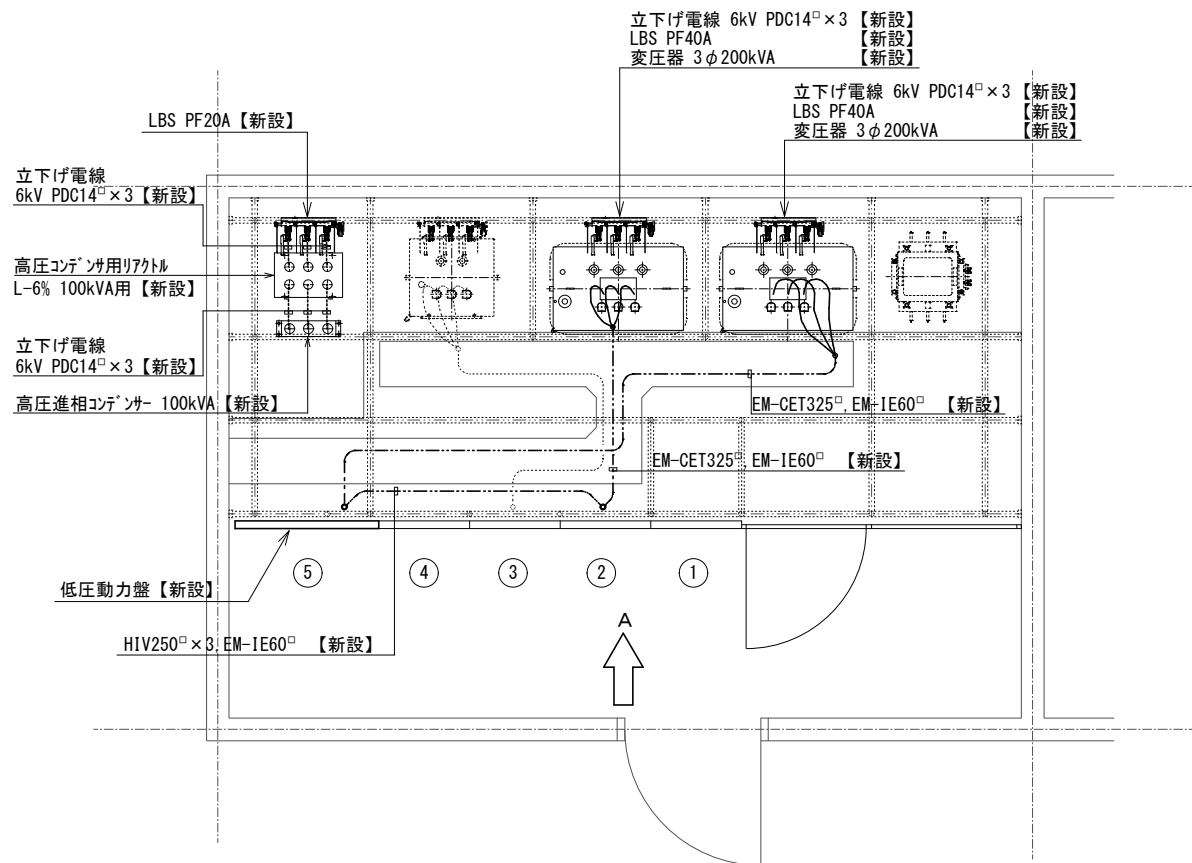 立下げ電線 6kV PDC14□×3【新設】
LBS PF40A 【新設】
変圧器 3φ200kVA 【新設】
立下げ電線 6kV PDC14□×3【新設】
LBS PF40A 【新設】
変圧器 3φ200kVA 【新設】
LBS PF20A【新設】
立下げ電線
6kV PDC14□×3【新設】
高圧コンデンサ用リアクトル
L-6% 100kVA用【新設】
立下げ電線
6kV PDC14□×3【新設】
高圧進相コンデンサー 100kVA【新設】
EM-CET325□,EM-IE60□ 【新設】
EM-CET325□,EM-IE60□ 【新設】
⑤ ④ ③ ② ①
低圧動力盤【新設】
HIV250□×3,EM-IE60□ 【新設】
A